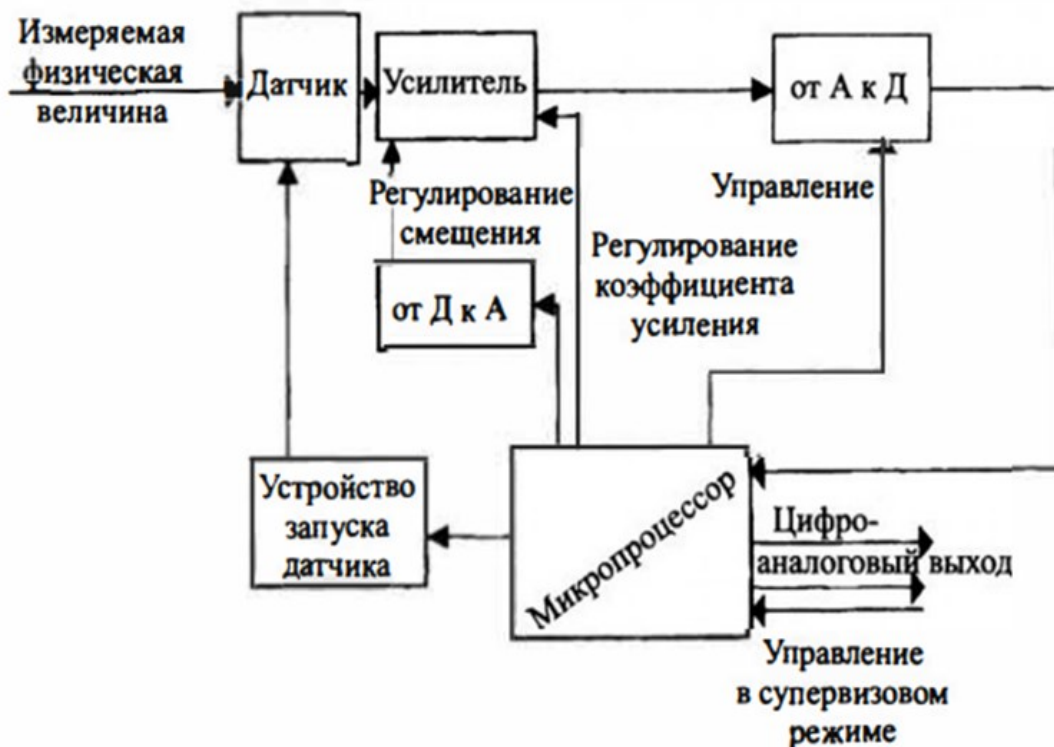 Измеряемая
физическая
величина
Датчик
Усилитель
от А к Д
Регулирование
смещения
Управление
Регулирование
коэффициента
усиления
от Д к А
Устройство
запуска
датчика
Микропроцессор
Цифро-
аналоговый выход
Управление
в супервизовом
режиме